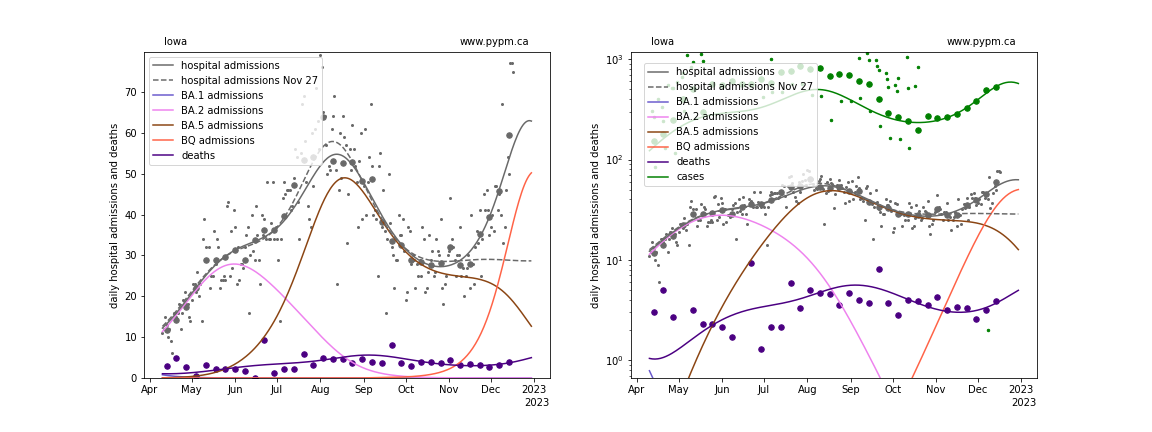 Iowa
www.pypm.ca
hospital admissions
hospital admissions Nov 27
BA.1 admissions
BA.2 admissions
BA.5 admissions
BQ admissions
deaths
daily hospital admissions and deaths
70
60
50
40
30
20
10
0
Apr
May
Jun
Jul
Aug
Sep
Oct
Nov
Dec
2023
2023
Iowa
www.pypm.ca
hospital admissions
hospital admissions Nov 27
BA.1 admissions
BA.2 admissions
BA.5 admissions
BQ admissions
deaths
cases
daily hospital admissions and deaths
10³
10²
10¹
10⁰
Apr
May
Jun
Jul
Aug
Sep
Oct
Nov
Dec
2023
2023